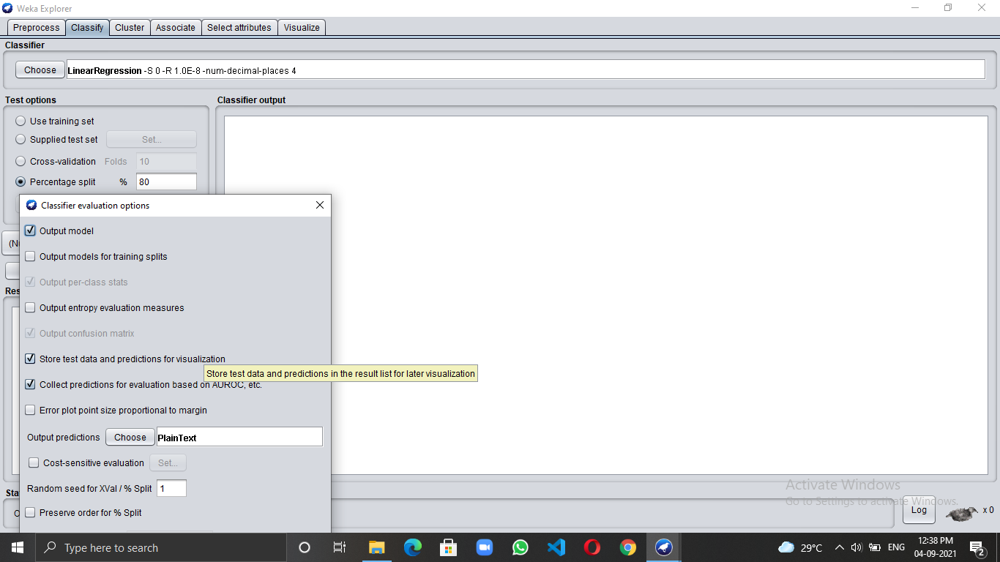 Weka Explorer
Preprocess Classify Cluster Associate Select attributes Visualize
Classifier
Choose LinearRegression -S 0 -R 1.0E-8 -num-decimal-places 4
Test options
Classifier output
Use training set
Supplied test set Set...
Cross-validation Folds 10
Percentage split % 80
Classifier evaluation options
Output model
Output models for training splits
Output per-class stats
Output entropy evaluation measures
Output confusion matrix
Store test data and predictions for visualization
Store test data and predictions in the result list for later visualization
Collect predictions for evaluation based on AUROC, etc.
Error plot point size proportional to margin
Output predictions Choose PlainText
Cost-sensitive evaluation Set...
Random seed for XVal / % Split 1
Preserve order for % Split
(N
Res
Sta
O
Activate Windows
Go to Settings to activate Windows.
Log x 0
Type here to search
29°C ENG 12:38 PM
04-09-2021
2